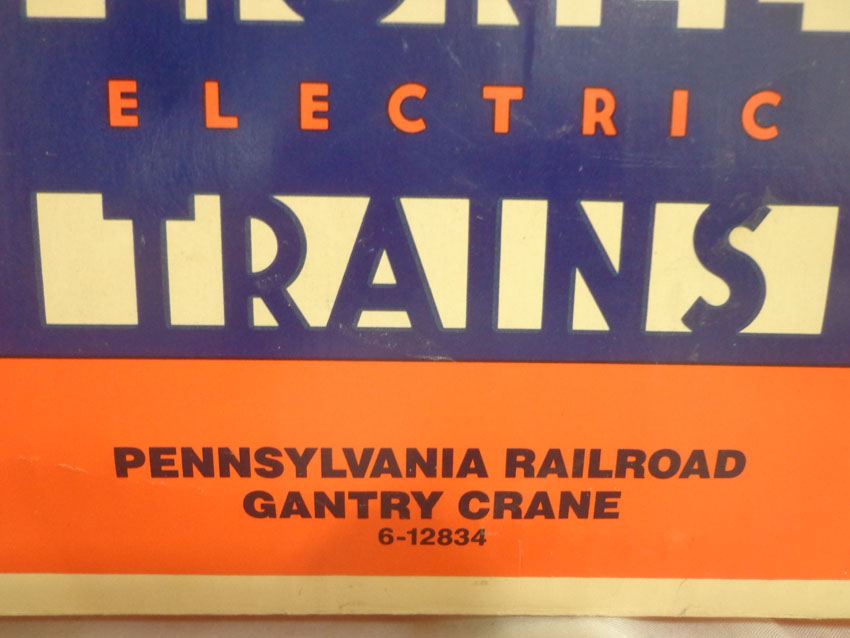 ELECTRIC
TRAINS
PENNSYLVANIA RAILROAD
GANTRY CRANE
6-12834